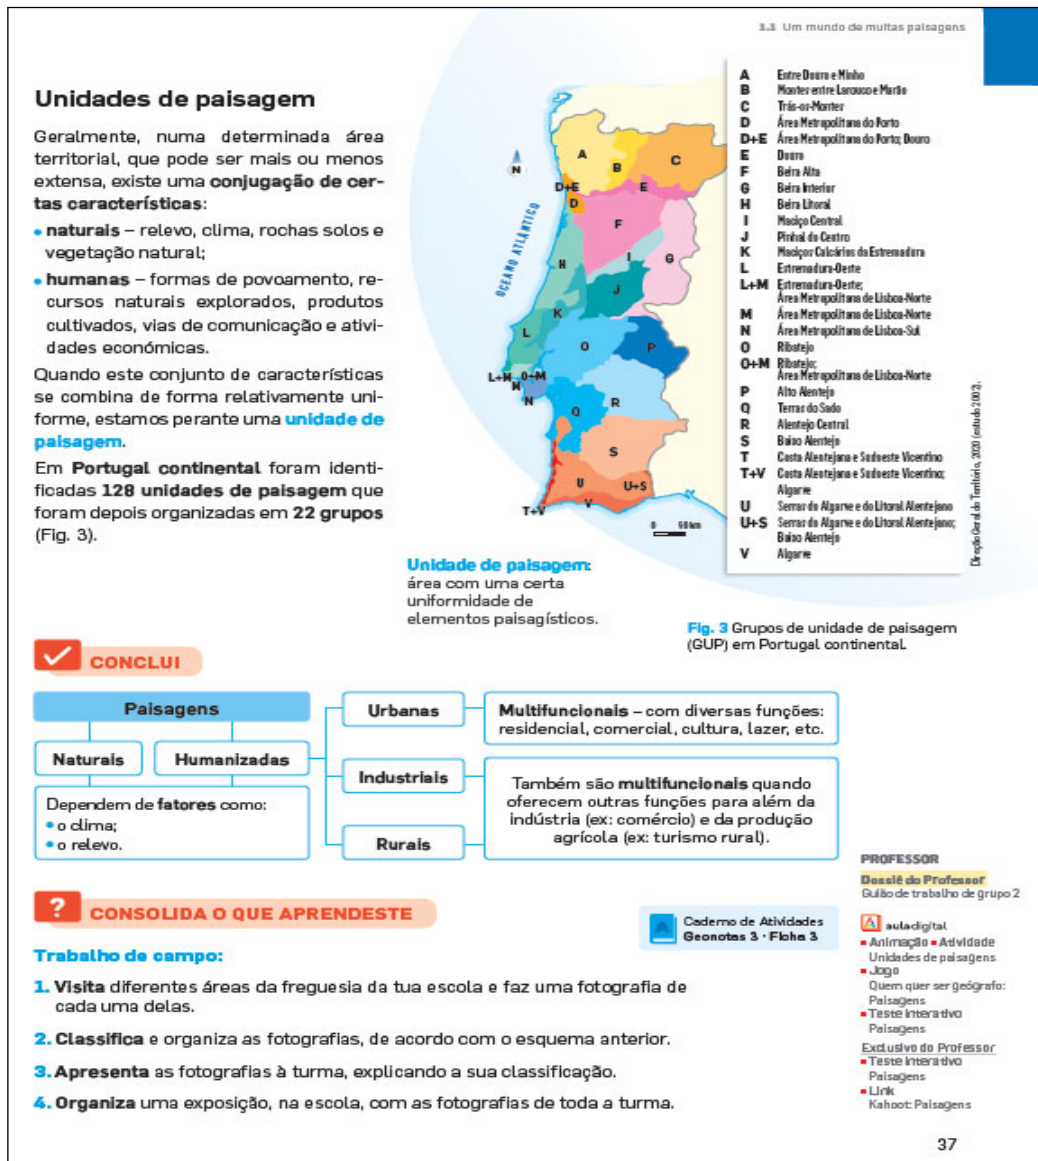 1.1 Um mundo de muitas paisagens
Unidades de paisagem
Geralmente, numa determinada área
territorial, que pode ser mais ou menos
extensa, existe uma conjugação de cer-
tas características:
• naturais – relevo, clima, rochas solos e
vegetação natural;
• humanas – formas de povoamento, re-
cursos naturais explorados, produtos
cultivados, vias de comunicação e ativi-
dades económicas.
Quando este conjunto de características
se combina de forma relativamente uni-
forme, estamos perante uma unidade de
paisagem.
Em Portugal continental foram identi-
ficadas 128 unidades de paisagem que
foram depois organizadas em 22 grupos
(Fig. 3).
N
OCEANO ATLÂNTICO
A
B
C
D+E
E
D
F
G
I
H
J
K
L
O
P
L+M
O+M
M
N
R
Q
S
U
U+S
V
T+V
0 50 km
A Entre Douro e Minho
B Montes entre Larouco e Marão
C Trás-os-Montes
D Área Metropolitana do Porto
D+E Área Metropolitana do Porto; Douro
E Douro
F Beira Alta
G Beira Interior
H Beira Litoral
I Maciço Central
J Pinhal do Centro
K Maciços Calcários da Estremadura
L Estremadura-Oeste
L+M Estremadura-Oeste;
Área Metropolitana de Lisboa-Norte
M Área Metropolitana de Lisboa-Norte
N Área Metropolitana de Lisboa-Sul
O Ribatejo
O+M Ribatejo;
Área Metropolitana de Lisboa-Norte
P Alto Alentejo
Q Terras do Sado
R Alentejo Central
S Baixo Alentejo
T Costa Alentejana e Sudoeste Vicentino
T+V Costa Alentejana e Sudoeste Vicentino;
Algarve
U Serras do Algarve e do Litoral Alentejano
U+S Serras do Algarve e do Litoral Alentejano;
Baixo Alentejo
V Algarve
Direção Geral do Território, 2020 (estudo 2002).
Unidade de paisagem:
área com uma certa
uniformidade de
elementos paisagísticos.
Fig. 3 Grupos de unidade de paisagem
(GUP) em Portugal continental.
CONCLUI
Paisagens
Naturais
Humanizadas
Dependem de fatores como:
• o clima;
• o relevo.
Urbanas
Multifuncionais – com diversas funções:
residencial, comercial, cultura, lazer, etc.
Industriais
Rurais
Também são multifuncionais quando
oferecem outras funções para além da
indústria (ex: comércio) e da produção
agrícola (ex: turismo rural).
? CONSOLIDA O QUE APRENDESTE
Caderno de Atividades
Geonotas 3 · Ficha 3
Trabalho de campo:
1. Visita diferentes áreas da freguesia da tua escola e faz uma fotografia de
cada uma delas.
2. Classifica e organiza as fotografias, de acordo com o esquema anterior.
3. Apresenta as fotografias à turma, explicando a sua classificação.
4. Organiza uma exposição, na escola, com as fotografias de toda a turma.
PROFESSOR
Dossiê do Professor
Guião de trabalho de grupo 2
auladigital
Animação Atividade
Unidades de paisagens
Jogo
Quem quer ser geógrafo:
Paisagens
Teste interativo
Paisagens
Exclusivo do Professor
Teste interativo
Paisagens
Link
Kahoot: Paisagens
37